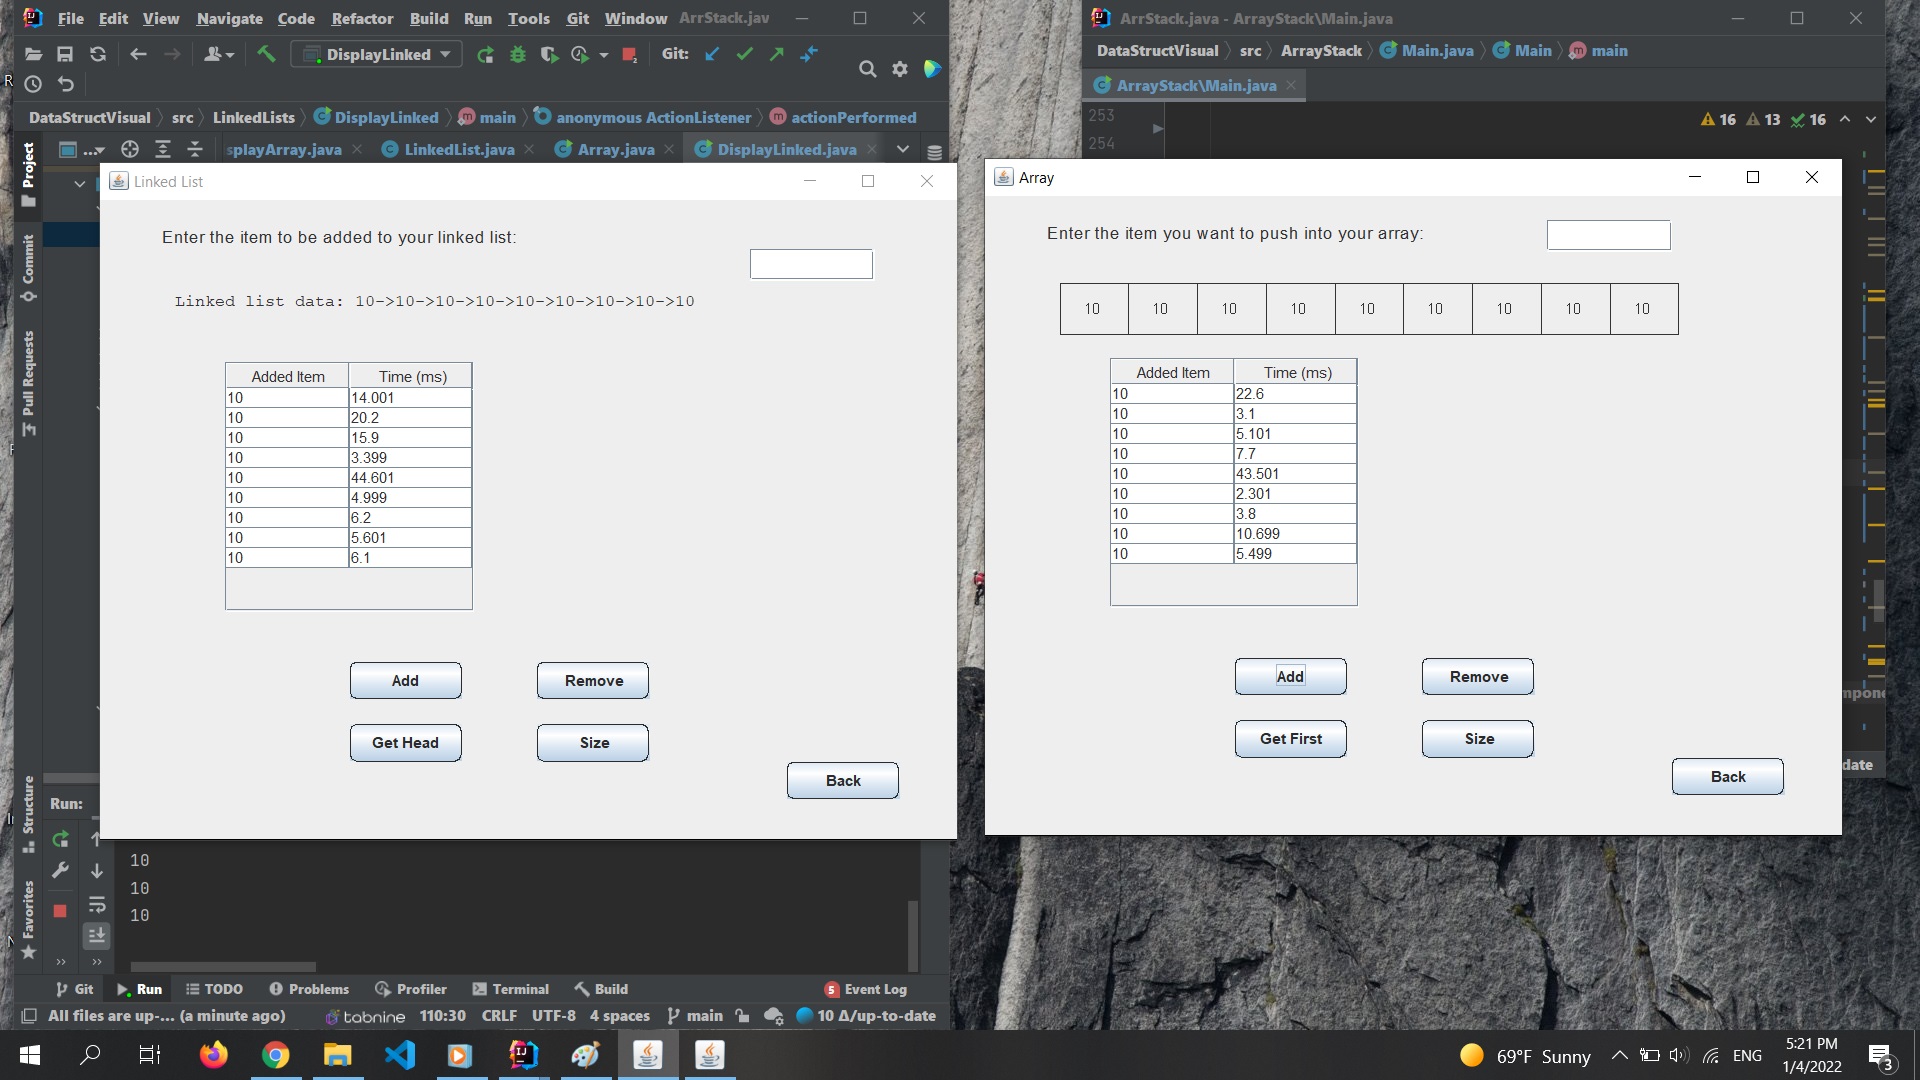 File Edit View Navigate Code Refactor Build Run Tools Git Window ArrStack.jav
DisplayLinked Git:
DataStructVisual src LinkedLists DisplayLinked main anonymous ActionListener actionPerformed
splayArray.java LinkedList.java Array.java DisplayLinked.java
Project
Commit
Pull Requests
Structure
Favorites
Linked List
Enter the item to be added to your linked list:
Linked list data: 10->10->10->10->10->10->10->10->10
Added Item Time (ms)
10 14.001
10 20.2
10 15.9
10 3.399
10 44.601
10 4.999
10 6.2
10 5.601
10 6.1
Add Remove
Get Head Size
Back
Run:
10
10
10
Git Run TODO Problems Profiler Terminal Build 5 Event Log
All files are up-... (a minute ago) tabnine 110:30 CRLF UTF-8 4 spaces main 10 Δ/up-to-date
ArrStack.java - ArrayStack\Main.java
DataStructVisual src ArrayStack Main.java Main main
ArrayStack\Main.java
253
254
16 13 16
Array
Enter the item you want to push into your array:
10 10 10 10 10 10 10 10 10
Added Item Time (ms)
10 22.6
10 3.1
10 5.101
10 7.7
10 43.501
10 2.301
10 3.8
10 10.699
10 5.499
Add Remove
Get First Size
Back
mpone
date
69°F Sunny ENG 5:21 PM
1/4/2022
3